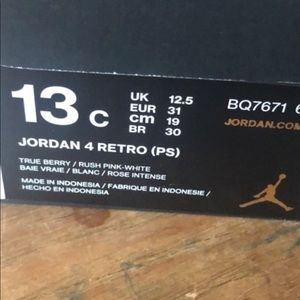 13 C
UK 12.5
EUR 31
cm 19
BR 30
BQ7671
JORDAN.COM
JORDAN 4 RETRO (PS)
TRUE BERRY / RUSH PINK-WHITE
BAIE VRAIE / BLANC / ROSE INTENSE
MADE IN INDONESIA / FABRIQUE EN INDONESIE /
HECHO EN INDONESIA